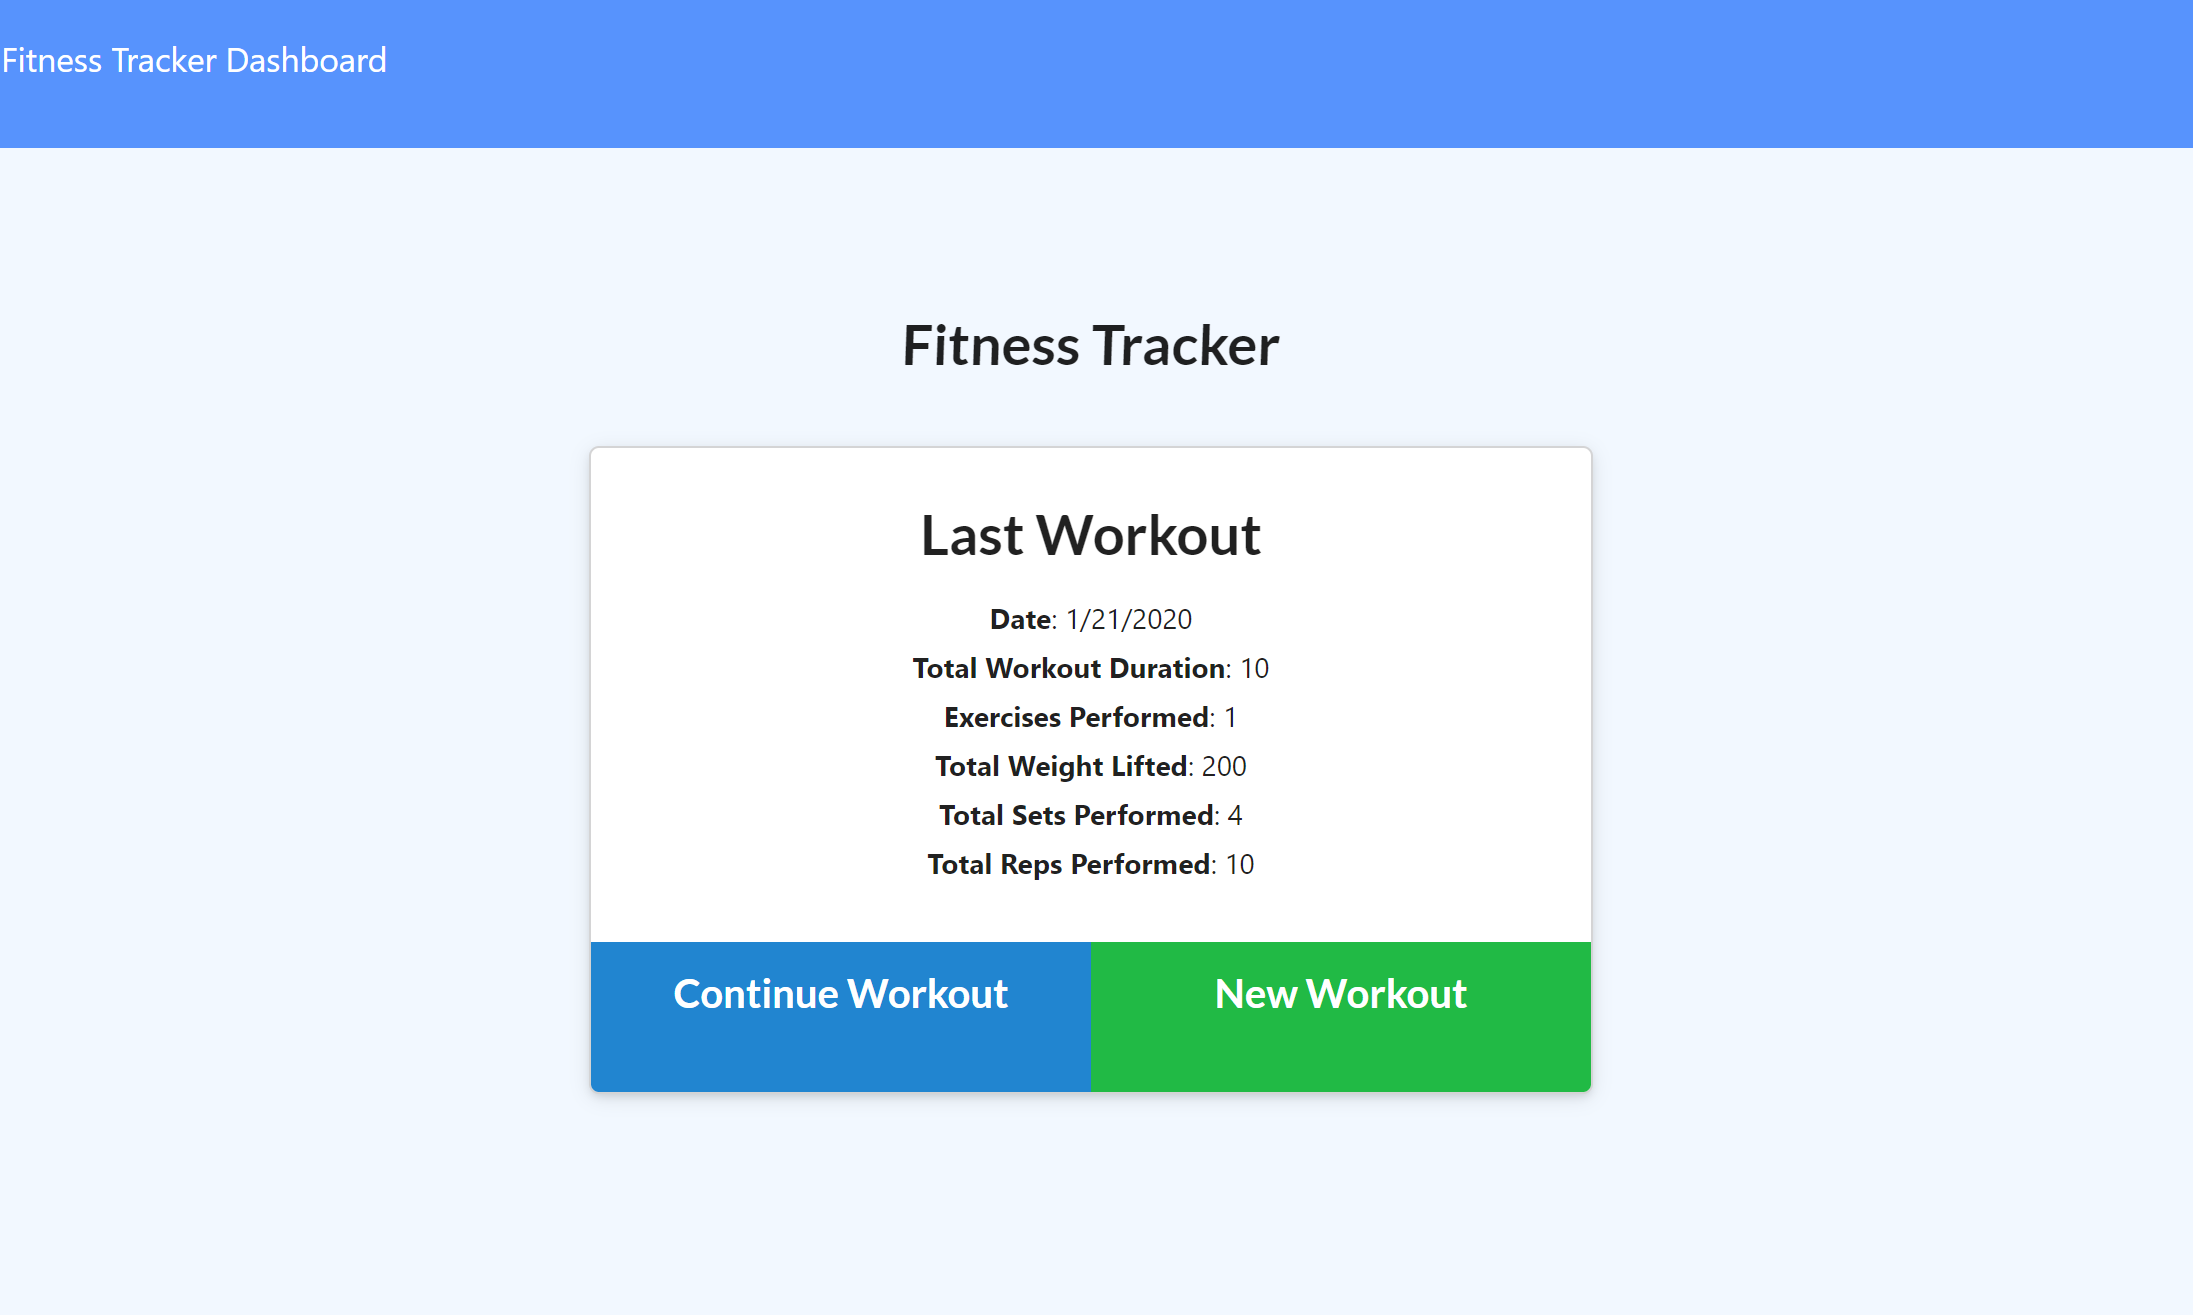 Fitness Tracker Dashboard
Fitness Tracker
Last Workout
Date: 1/21/2020
Total Workout Duration: 10
Exercises Performed: 1
Total Weight Lifted: 200
Total Sets Performed: 4
Total Reps Performed: 10
Continue Workout New Workout